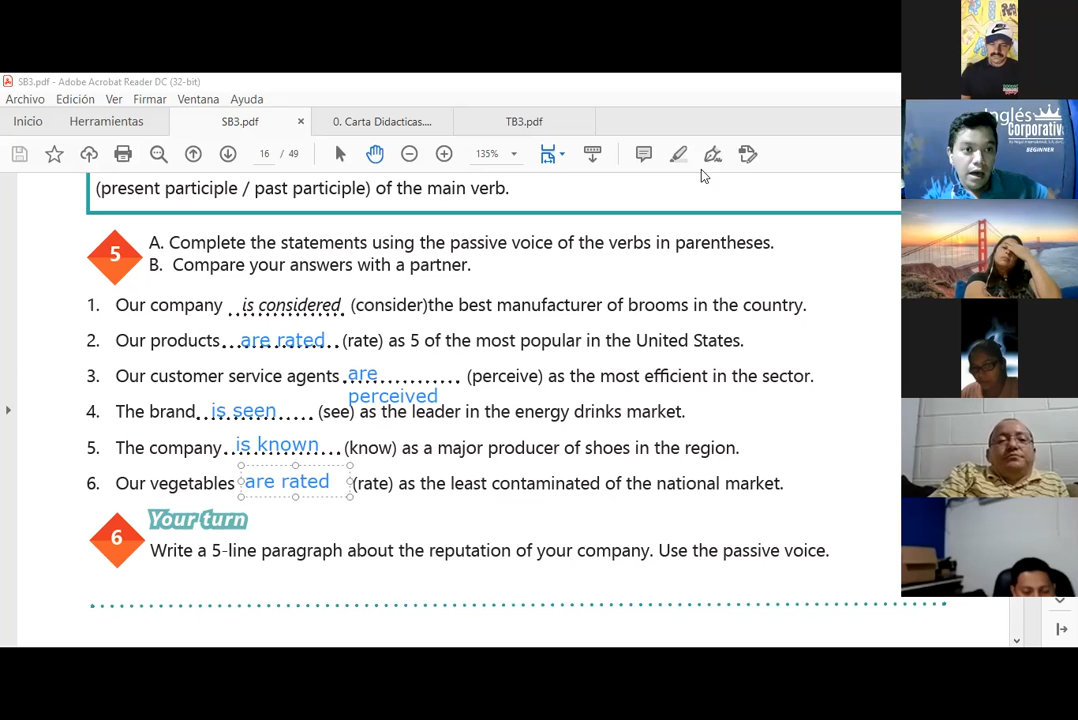 SB3.pdf - Adobe Acrobat Reader DC (32-bit)
Archivo Edición Ver Firmar Ventana Ayuda
Inicio Herramientas SB3.pdf × 0. Carta Didacticas.... TB3.pdf
16 / 49 135%
(present participle / past participle) of the main verb.
5
A. Complete the statements using the passive voice of the verbs in parentheses.
B. Compare your answers with a partner.
1. Our company is considered (consider)the best manufacturer of brooms in the country.
2. Our products...are rated...(rate) as 5 of the most popular in the United States.
3. Our customer service agents are perceived (perceive) as the most efficient in the sector.
4. The brand...is seen...(see) as the leader in the energy drinks market.
5. The company...is known...(know) as a major producer of shoes in the region.
6. Our vegetables are rated (rate) as the least contaminated of the national market.
6
Your turn
Write a 5-line paragraph about the reputation of your company. Use the passive voice.
Inglés
Corporativo
BEGINNER